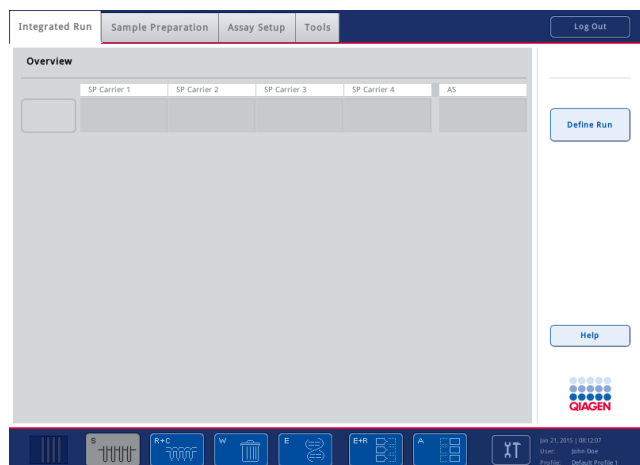 Integrated Run Sample Preparation Assay Setup Tools Log Out
Overview
SP Carrier 1 SP Carrier 2 SP Carrier 3 SP Carrier 4 AS
Define Run
Help
QIAGEN
S R+C W E E+R A
Jan 21, 2015 | 08:12:07
User: John Doe
Profile: Default Profile 1